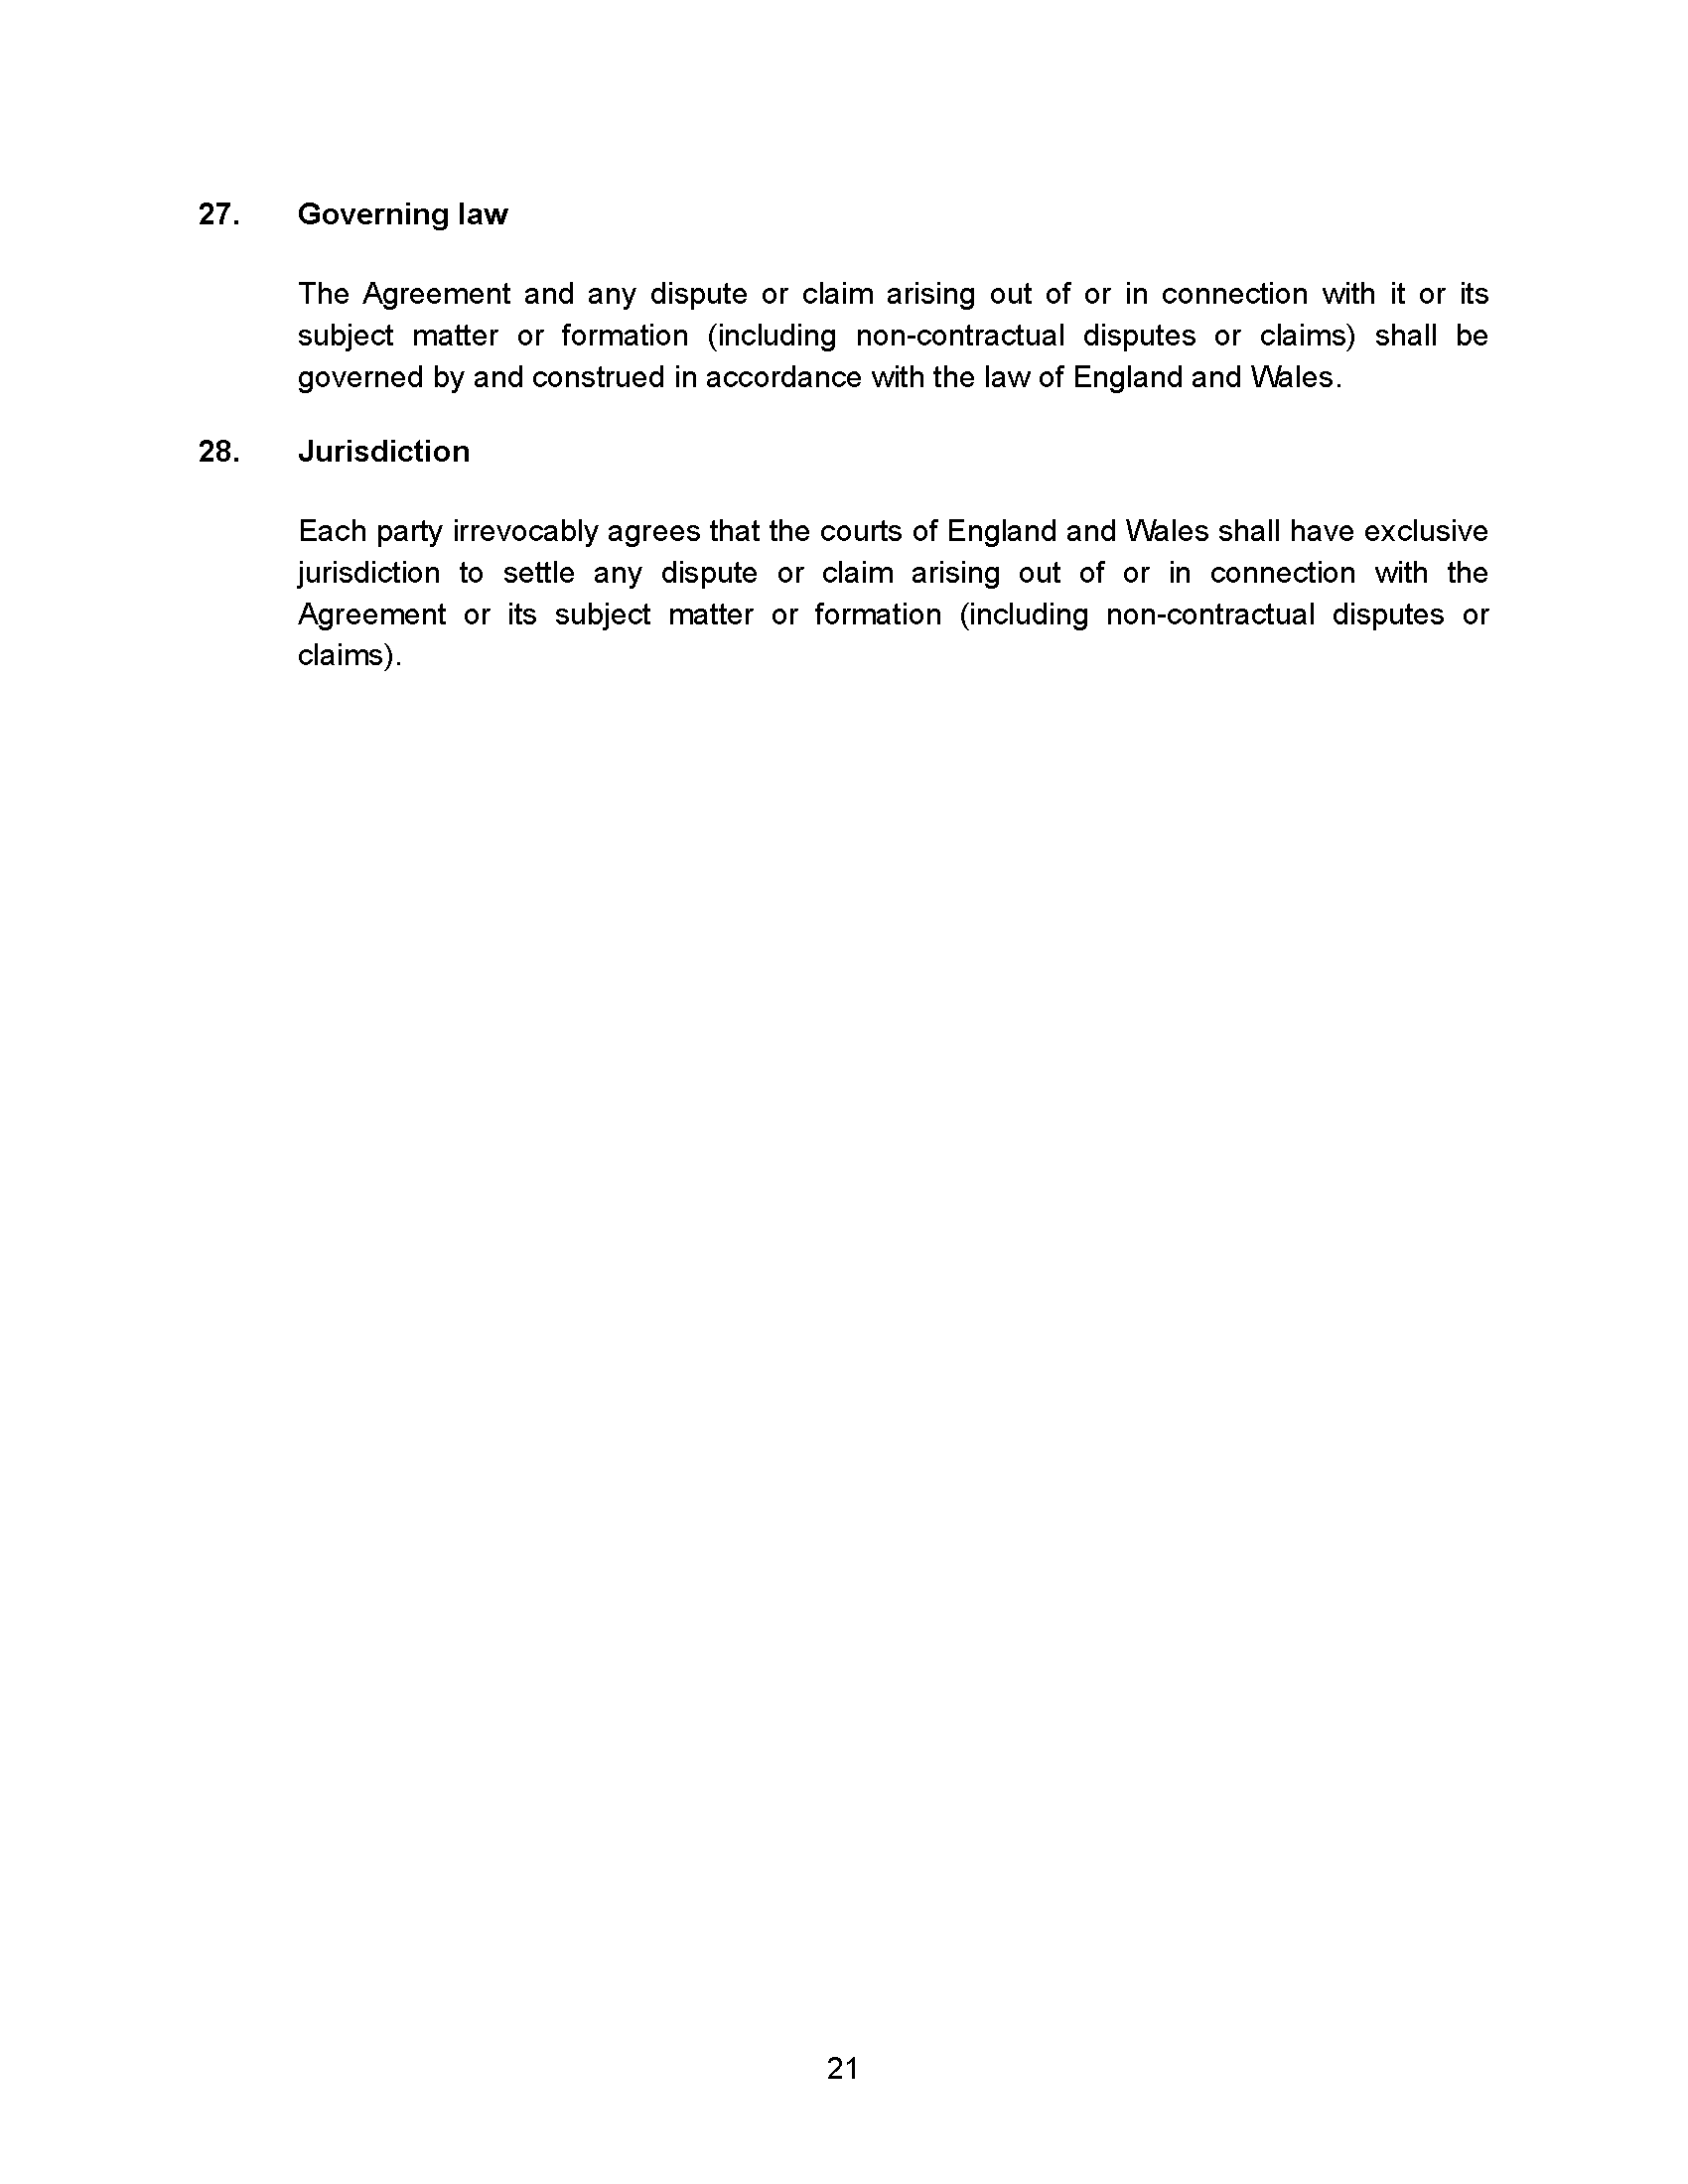 27. Governing law
The Agreement and any dispute or claim arising out of or in connection with it or its
subject matter or formation (including non-contractual disputes or claims) shall be
governed by and construed in accordance with the law of England and Wales.
28. Jurisdiction
Each party irrevocably agrees that the courts of England and Wales shall have exclusive
jurisdiction to settle any dispute or claim arising out of or in connection with the
Agreement or its subject matter or formation (including non-contractual disputes or
claims).
21